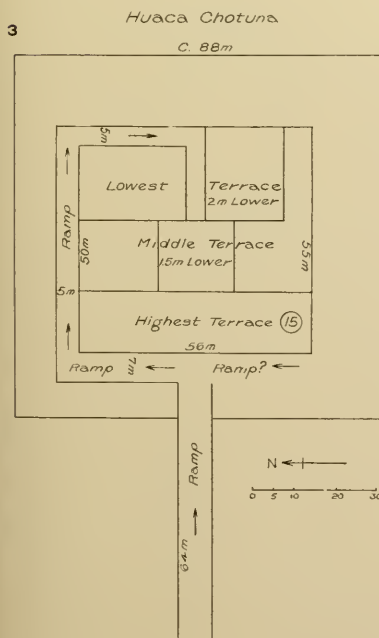 Huaca Chotuna
3
C. 88m
5m
Lowest
Terrace
2m Lower
Ramp
50m
Middle Terrace
1.5m Lower
55m
5m
Highest Terrace 15
56m
Ramp
7m
Ramp?
Ramp
64m
N
0 5 10 20 30